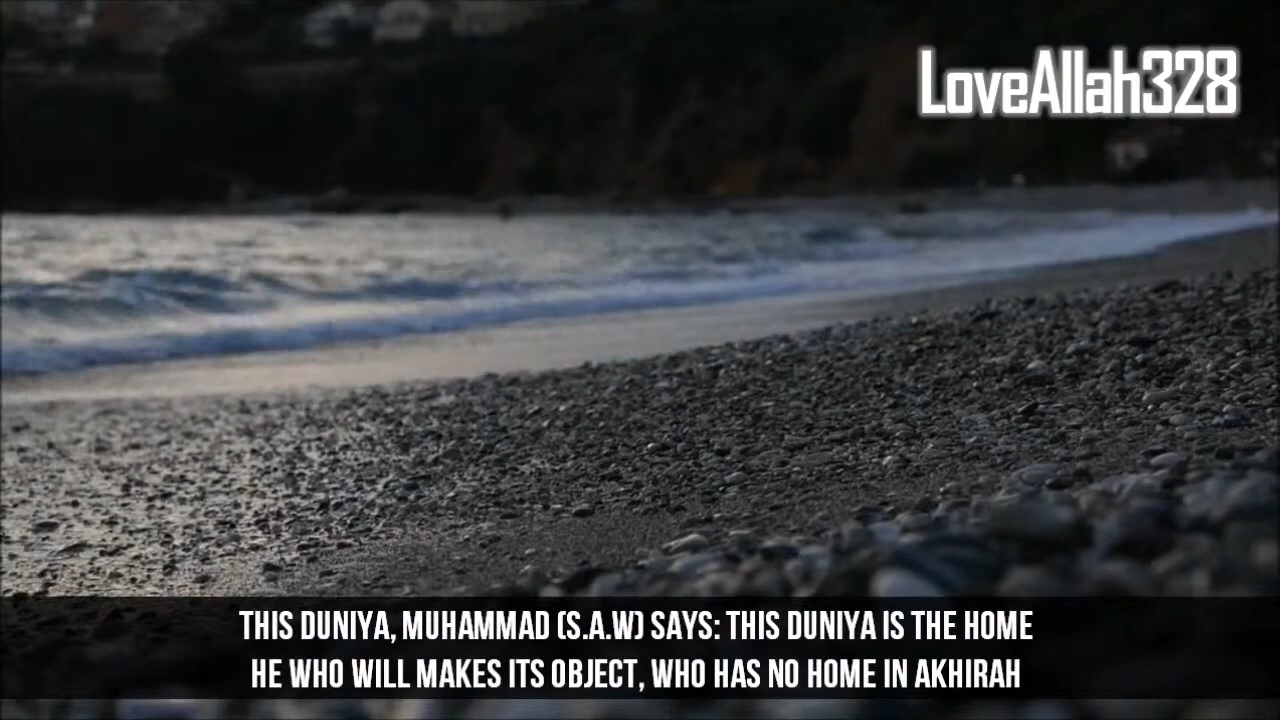 LoveAllah328
THIS DUNIYA, MUHAMMAD (S.A.W) SAYS: THIS DUNIYA IS THE HOME
HE WHO WILL MAKES ITS OBJECT, WHO HAS NO HOME IN AKHIRAH